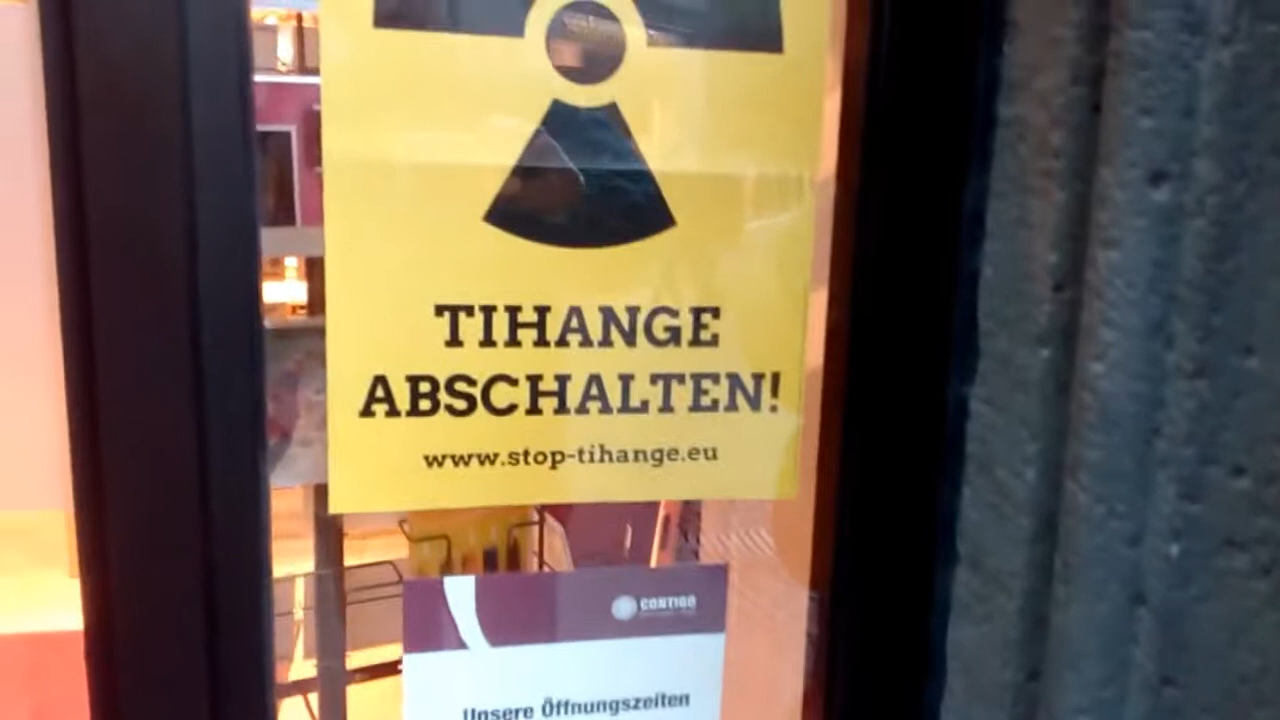 TIHANGE
ABSCHALTEN!
www.stop-tihange.eu
CONTIGO
Unsere Öffnungszeiten